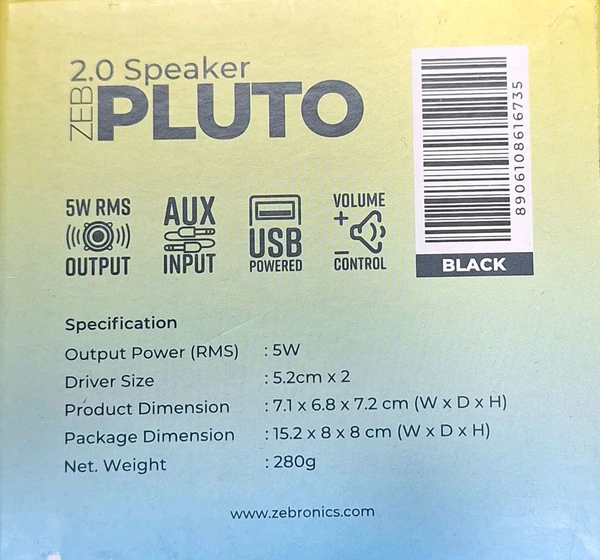 2.0 Speaker
ZEB
PLUTO
5W RMS
OUTPUT
AUX
INPUT
USB
POWERED
VOLUME
+
−
CONTROL
8906108616735
BLACK
Specification
Output Power (RMS) : 5W
Driver Size : 5.2cm x 2
Product Dimension : 7.1 x 6.8 x 7.2 cm (W x D x H)
Package Dimension : 15.2 x 8 x 8 cm (W x D x H)
Net. Weight : 280g
www.zebronics.com